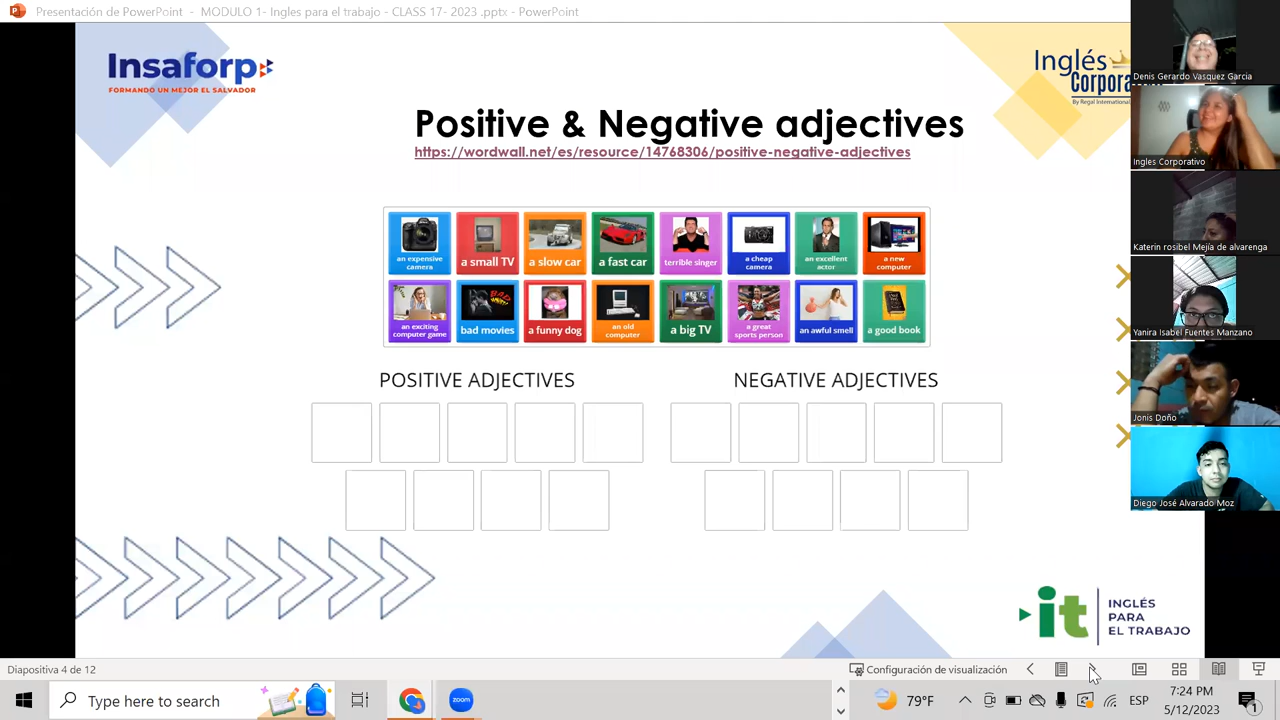 Presentación de PowerPoint - MODULO 1- Ingles para el trabajo - CLASS 17- 2023 .pptx - PowerPoint
Insaforp
FORMANDO UN MEJOR EL SALVADOR
Inglés
Corpora
By Regal International
Positive & Negative adjectives
https://wordwall.net/es/resource/14768306/positive-negative-adjectives
an expensive camera
a small TV
a slow car
a fast car
terrible singer
a cheap camera
an excellent actor
a new computer
an exciting computer game
bad movies
a funny dog
an old computer
a big TV
a great sports person
an awful smell
a good book
POSITIVE ADJECTIVES
NEGATIVE ADJECTIVES
Denis Gerardo Vasquez Garcia
Ingles Corporativo
Katerin rosibel Mejía de alvarenga
Yanira Isabel Fuentes Manzano
Jonis Doño
Diego José Alvarado Moz
it
INGLÉS
PARA
EL TRABAJO
Diapositiva 4 de 12
Configuración de visualización
Type here to search
zoom
79°F
ESP
7:24 PM
5/12/2023
1